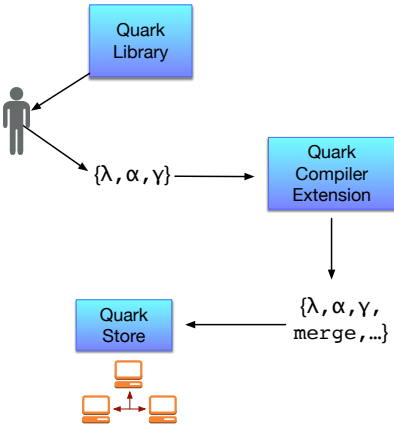 Quark
Library
{λ,α,γ}
Quark
Compiler
Extension
{λ,α,γ,
merge,…}
Quark
Store